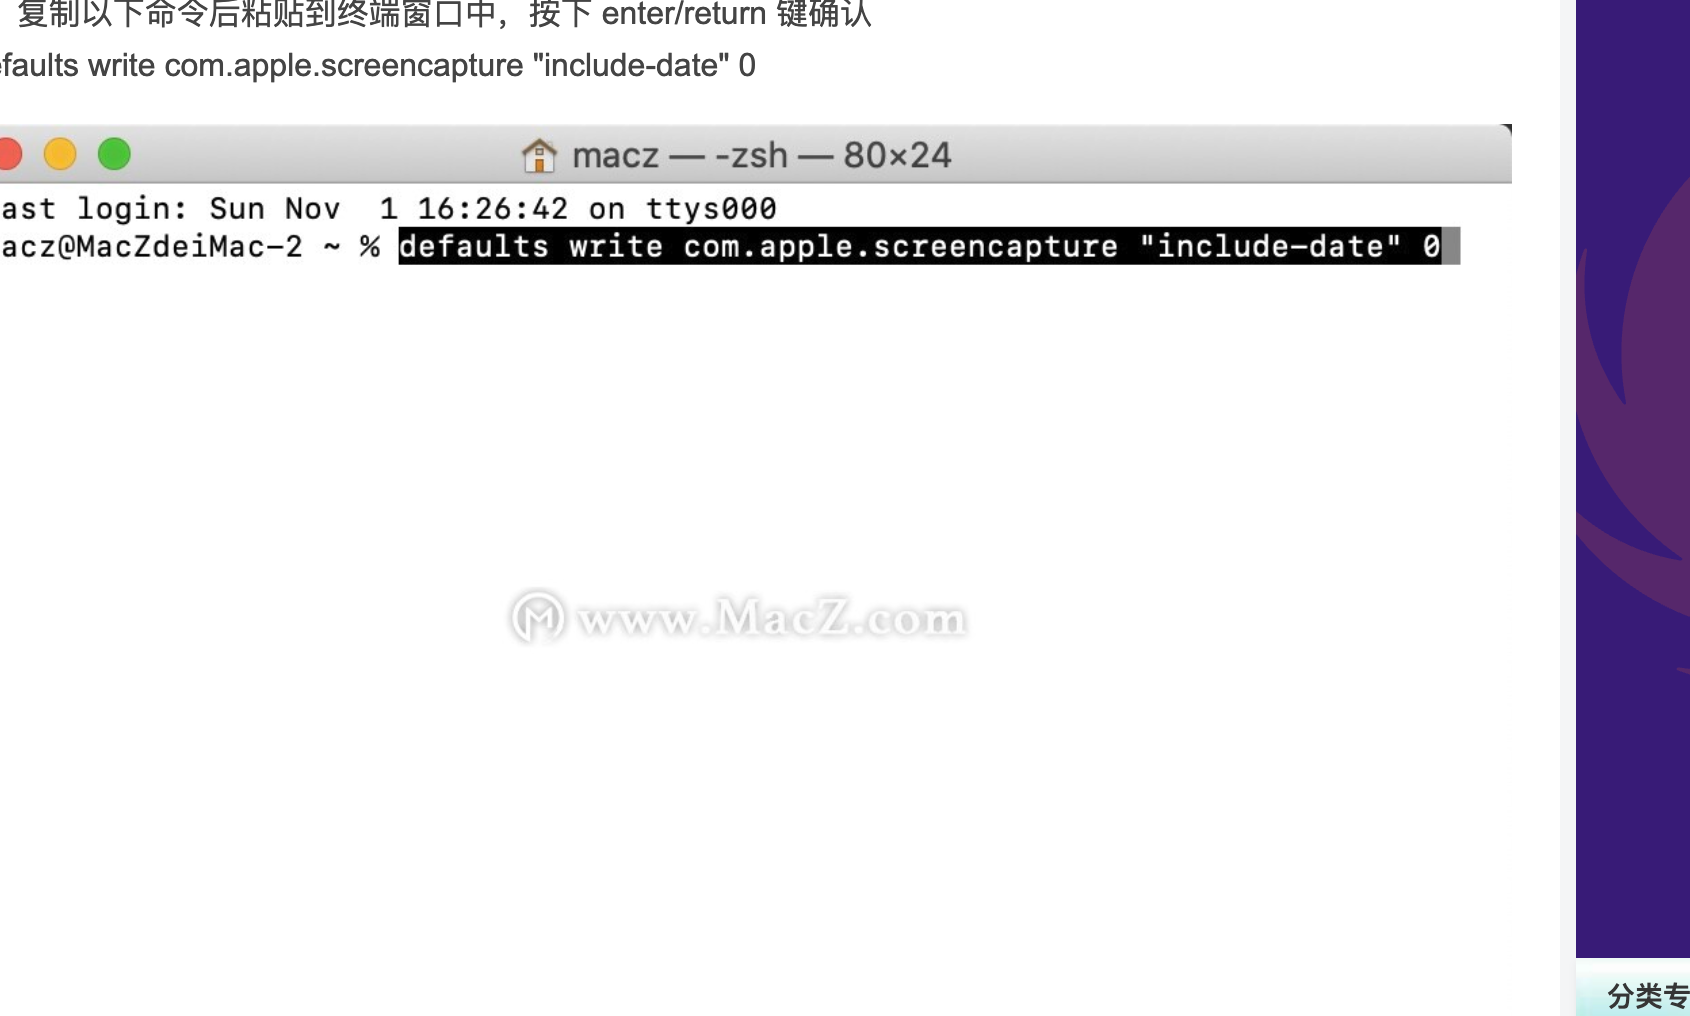 复制以下命令后粘贴到终端窗口中，按下 enter/return 键确认
efaults write com.apple.screencapture "include-date" 0
macz — -zsh — 80×24
ast login: Sun Nov  1 16:26:42 on ttys000
acz@MacZdeiMac-2 ~ % defaults write com.apple.screencapture "include-date" 0
www.MacZ.com
分类专